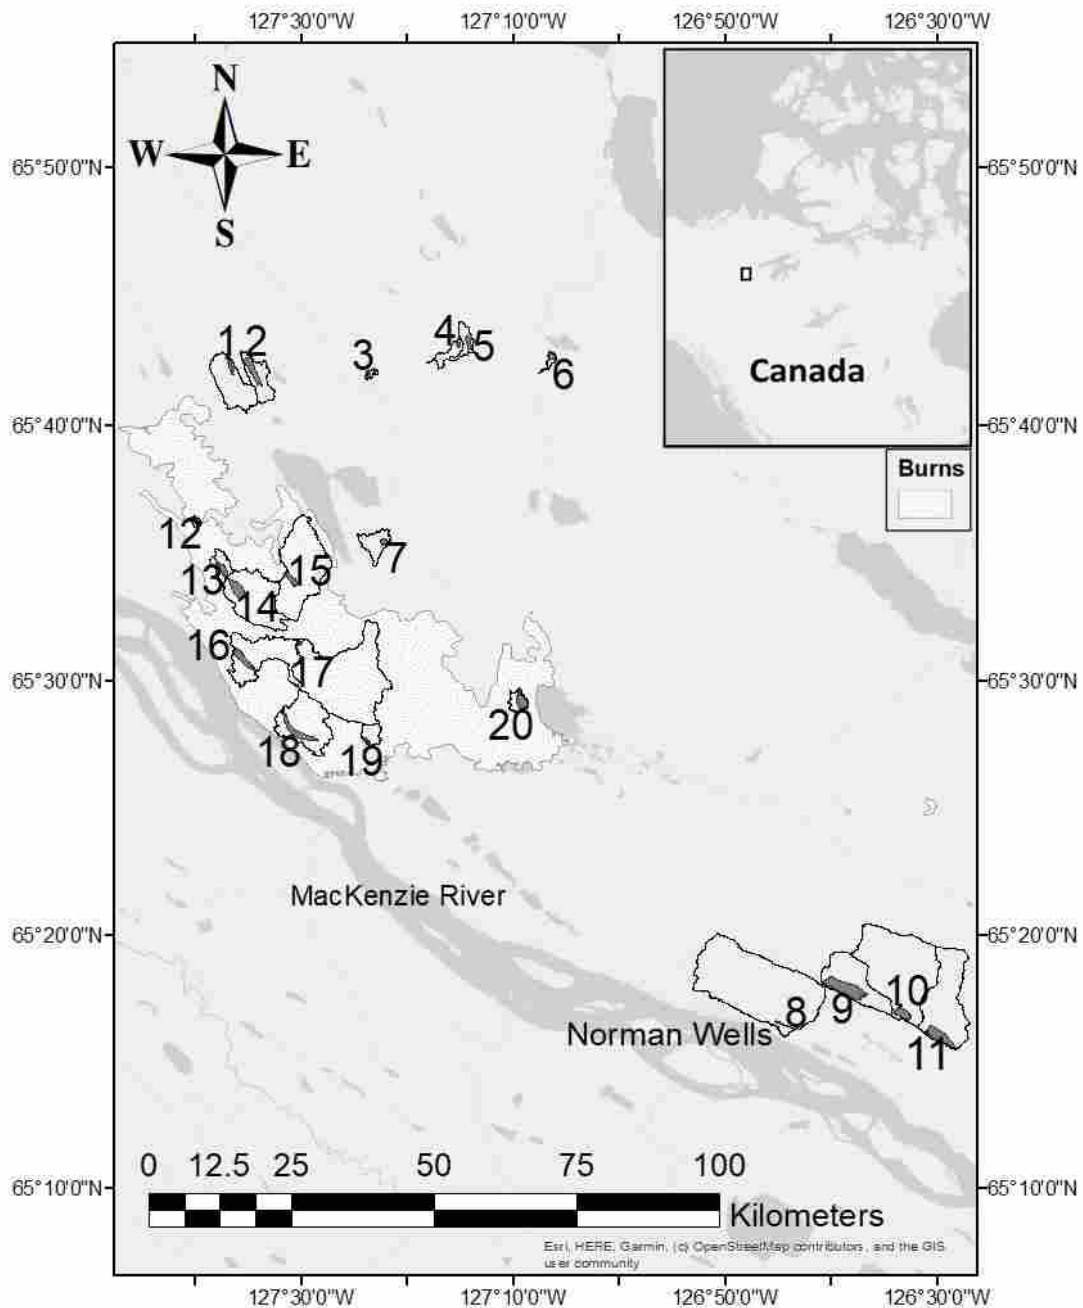 127°30'0"W 127°10'0"W 126°50'0"W 126°30'0"W
N
W E
S
65°50'0"N 65°50'0"N
Canada
1 2 3 4 5 6
65°40'0"N 65°40'0"N
Burns
12 7
13 14 15
16 17
65°30'0"N 65°30'0"N
18 19 20
MacKenzie River
65°20'0"N 65°20'0"N
8 9 10
Norman Wells
11
0 12.5 25 50 75 100
65°10'0"N 65°10'0"N
Kilometers
Esri, HERE, Garmin, (c) OpenStreetMap contributors, and the GIS
user community
127°30'0"W 127°10'0"W 126°50'0"W 126°30'0"W